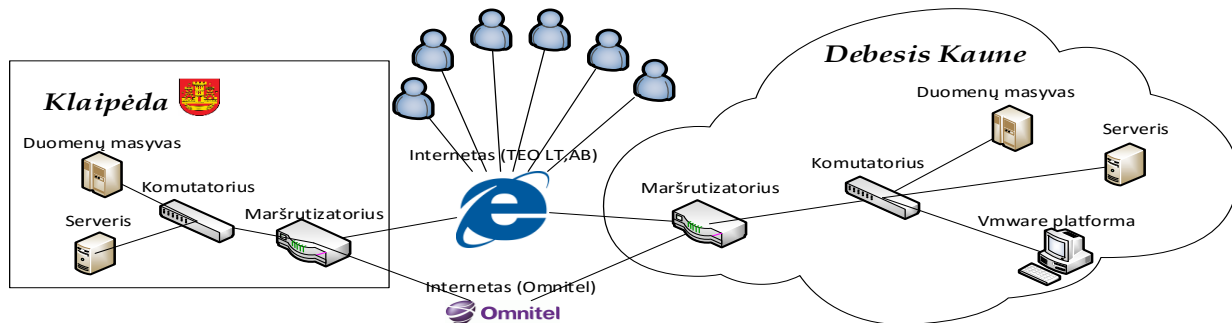 Klaipėda
Duomenų masyvas
Komutatorius
Serveris
Maršrutizatorius
Internetas (TEO LT,AB)
Internetas (Omnitel)
Omnitel
Debesis Kaune
Duomenų masyvas
Serveris
Komutatorius
Maršrutizatorius
Vmware platforma